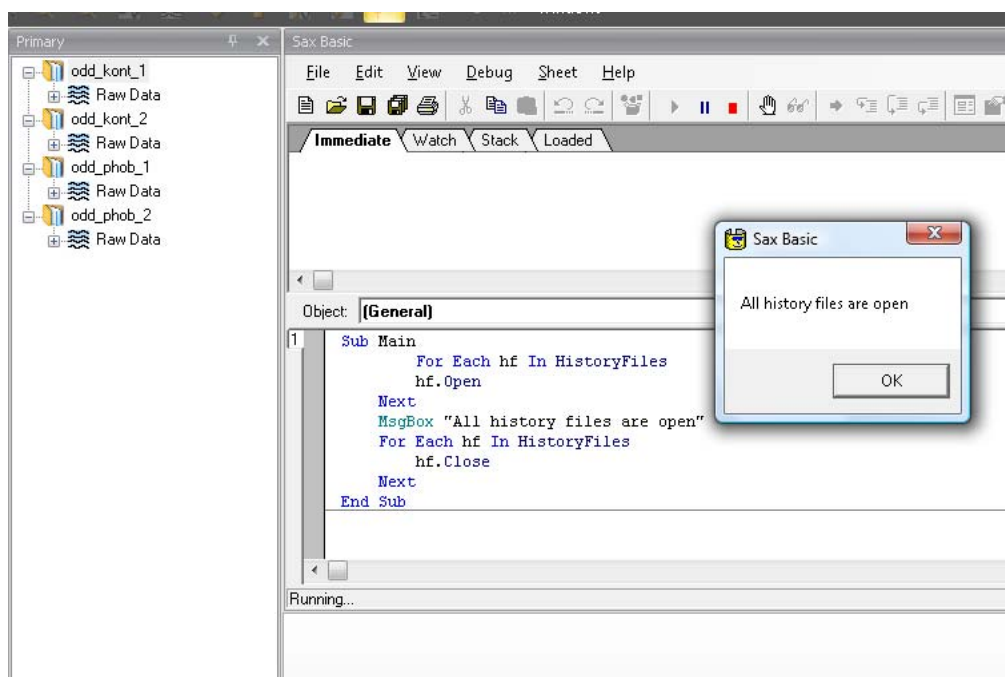 Primary
odd_kont_1
Raw Data
odd_kont_2
Raw Data
odd_phob_1
Raw Data
odd_phob_2
Raw Data
Sax Basic
File Edit View Debug Sheet Help
Immediate Watch Stack Loaded
Object: (General)
1
Sub Main
For Each hf In HistoryFiles
hf.Open
Next
MsgBox "All history files are open"
For Each hf In HistoryFiles
hf.Close
Next
End Sub
Running...
Sax Basic
All history files are open
OK